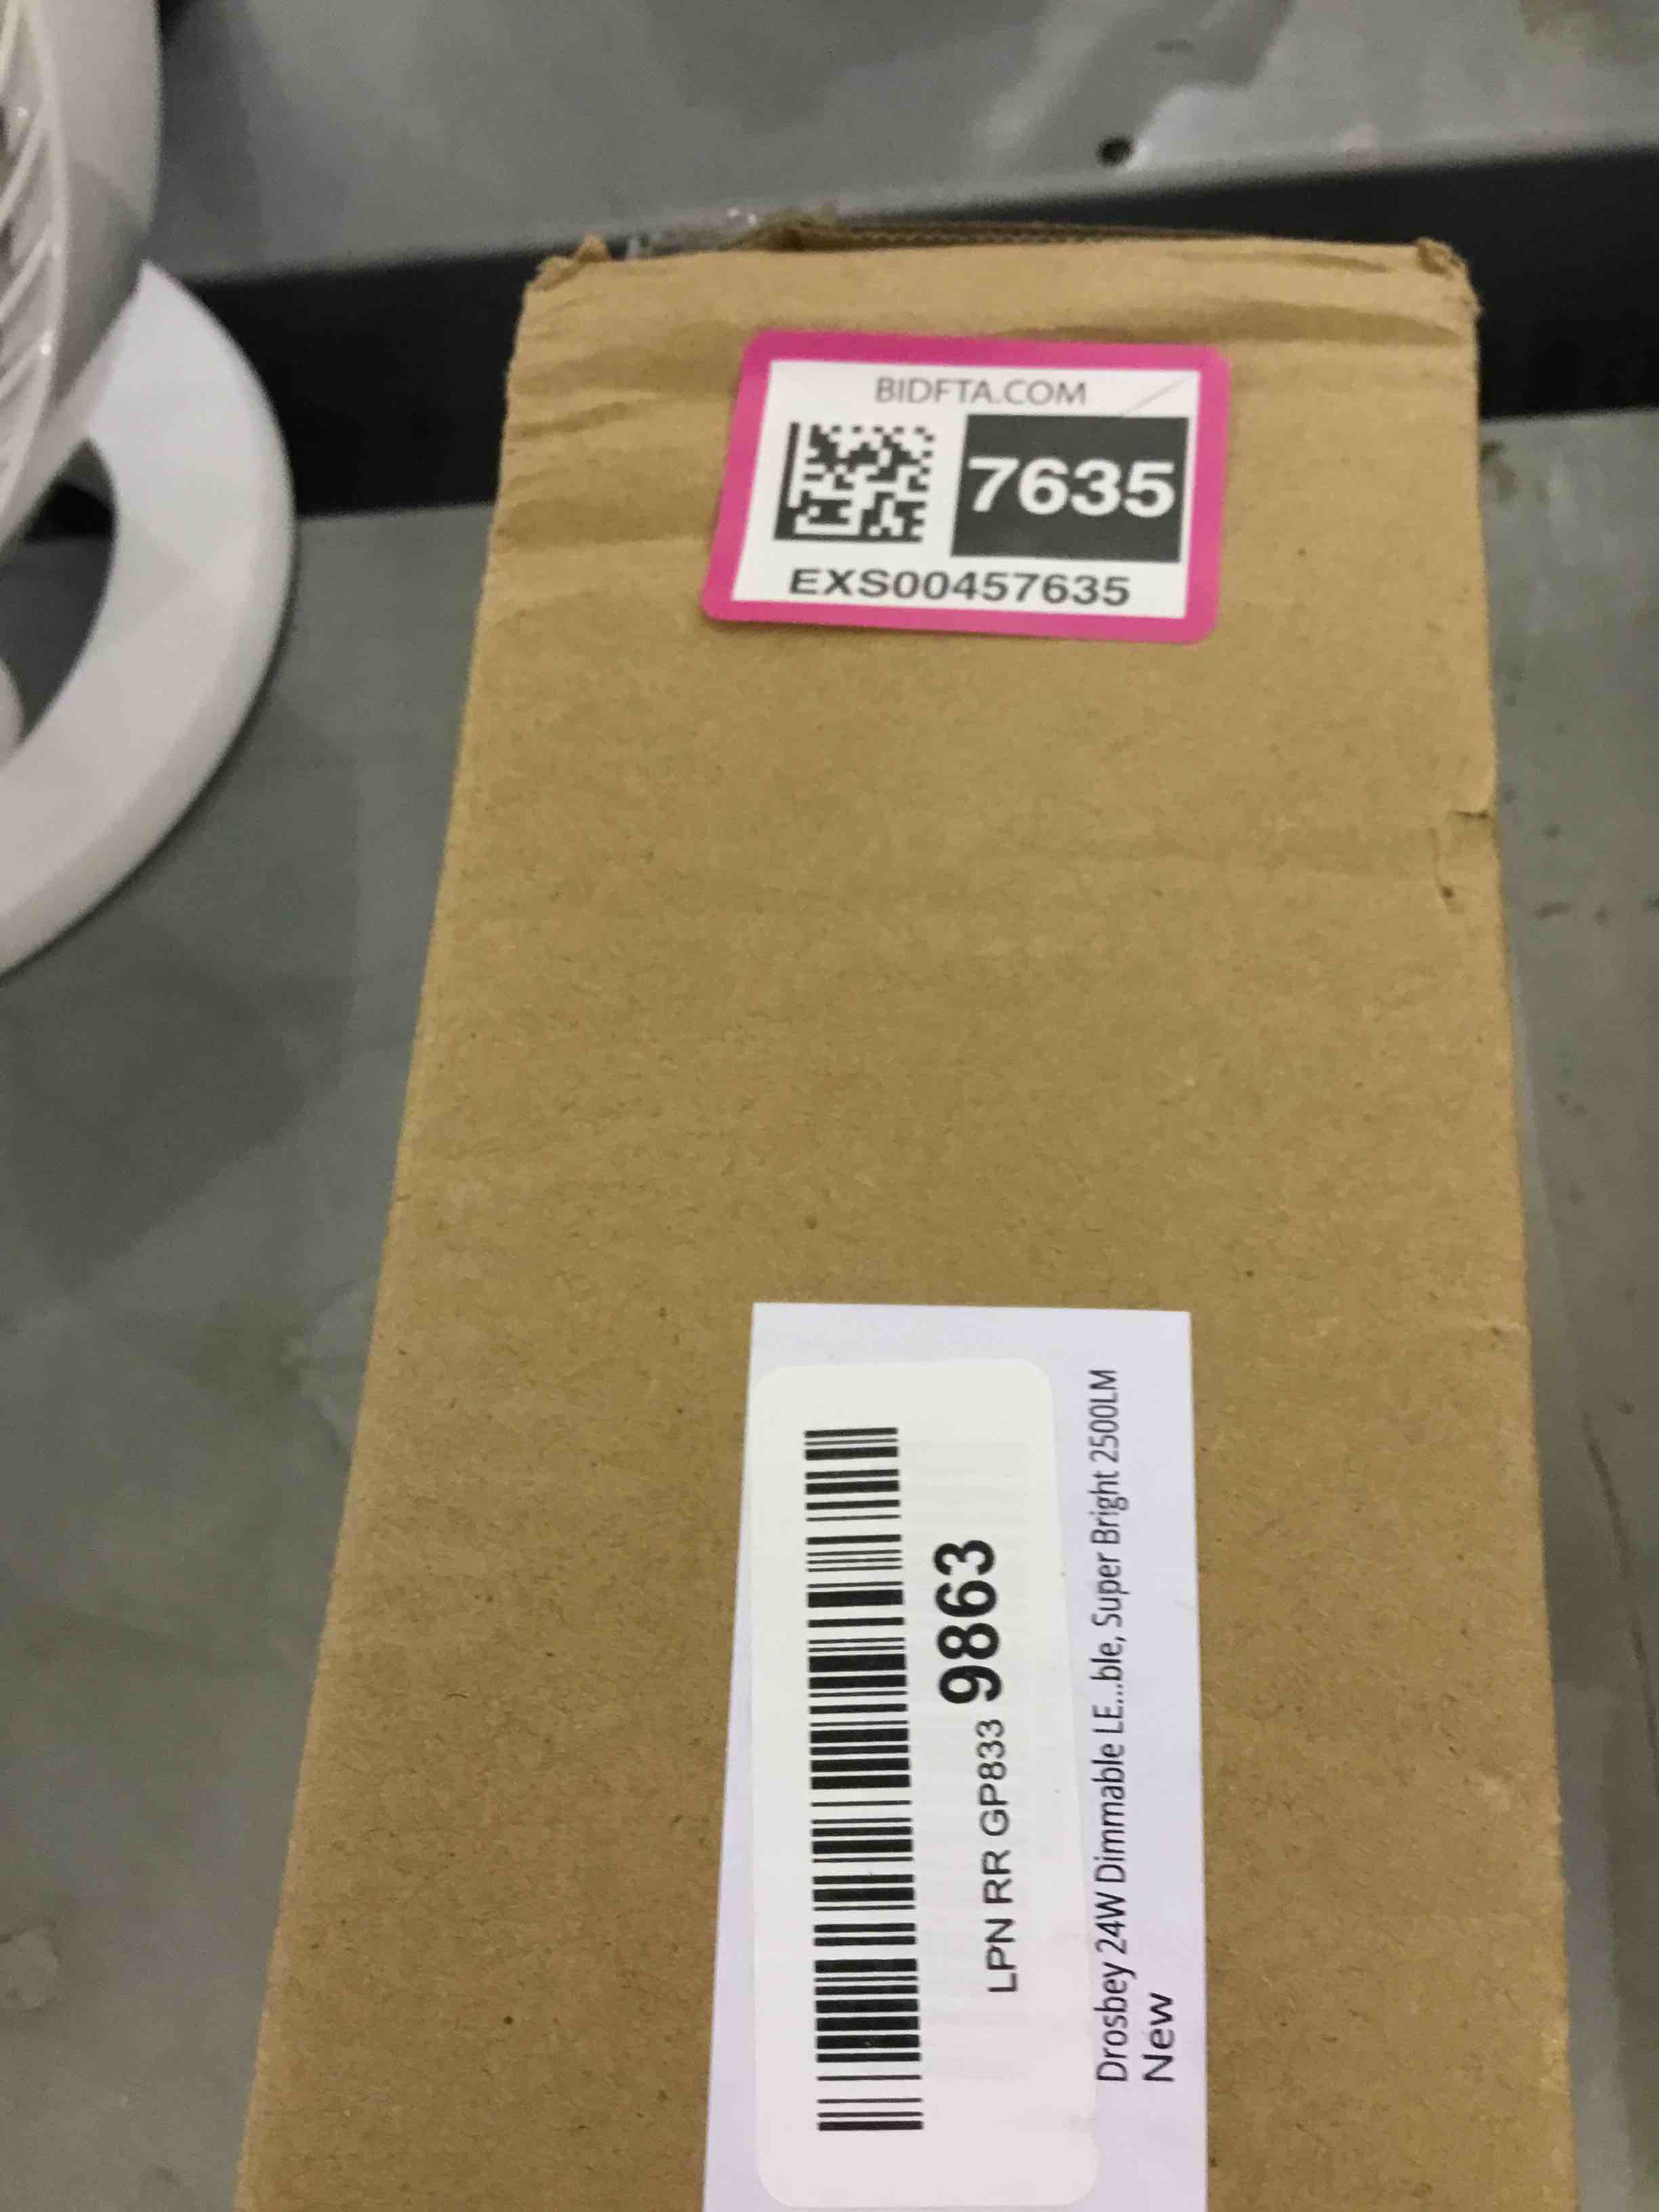 BIDFTA.COM
7635
EXS00457635
LPN RR GP833 9863
Drosbey 24W Dimmable LE...ble, Super Bright 2500LM
New